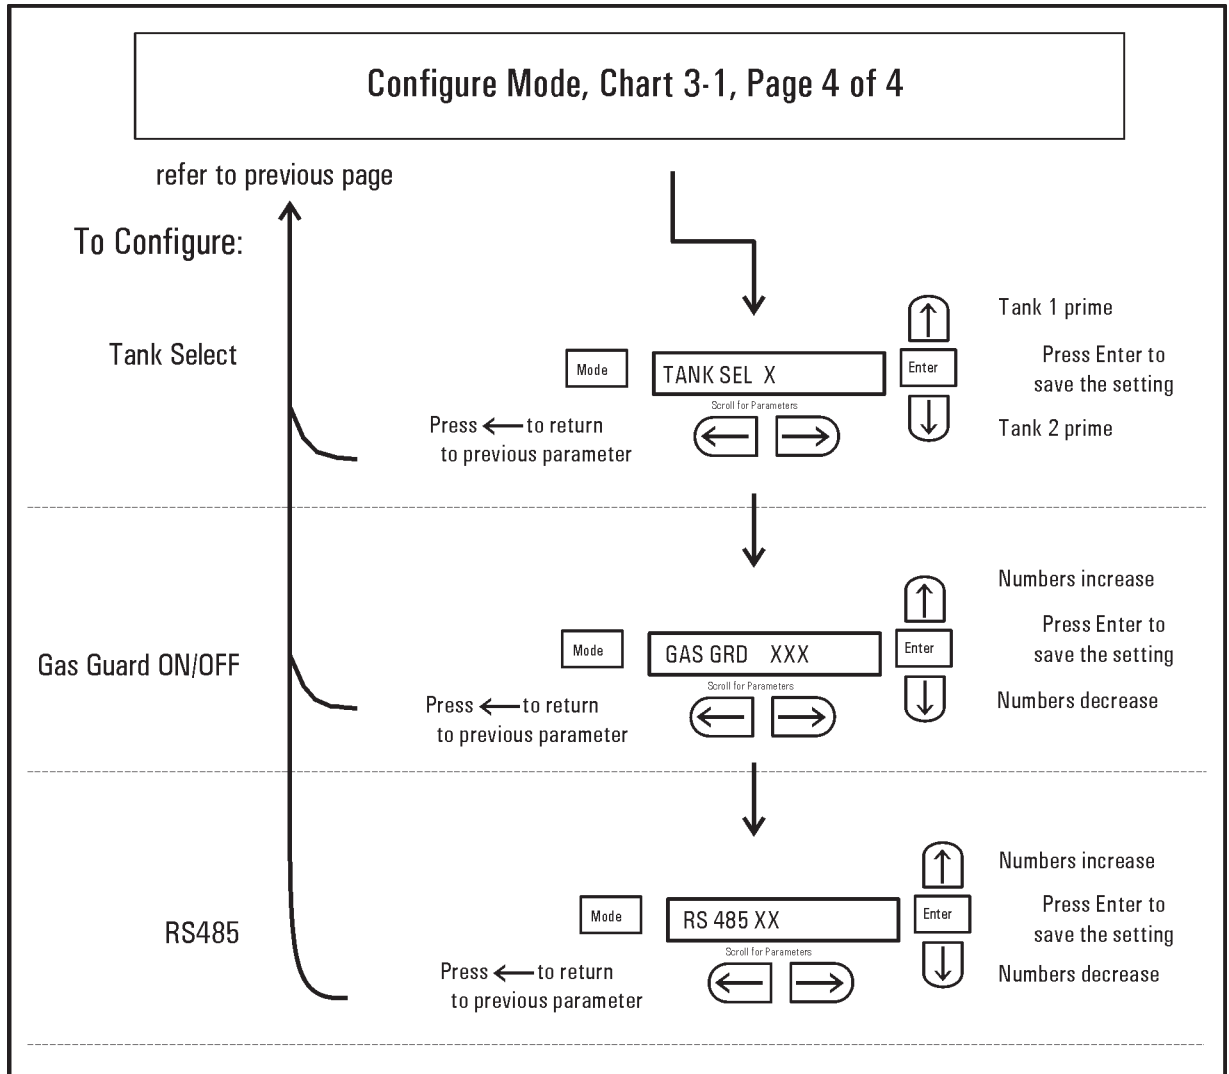 Configure Mode, Chart 3-1, Page 4 of 4
refer to previous page
To Configure:
Tank Select
Mode
TANK SEL X
Scroll for Parameters
Enter
Tank 1 prime
Press Enter to
save the setting
Tank 2 prime
Press ← to return
to previous parameter
Gas Guard ON/OFF
Mode
GAS GRD XXX
Scroll for Parameters
Enter
Numbers increase
Press Enter to
save the setting
Numbers decrease
Press ← to return
to previous parameter
RS485
Mode
RS 485 XX
Scroll for Parameters
Enter
Numbers increase
Press Enter to
save the setting
Numbers decrease
Press ← to return
to previous parameter